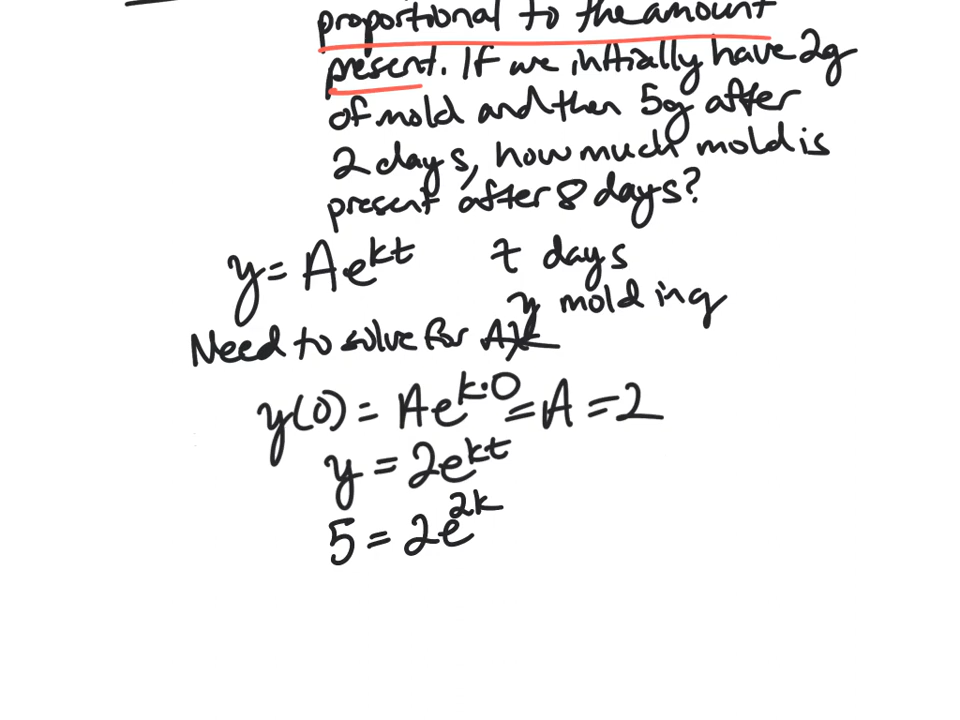 proportional to the amount
present. If we initially have 2g
of mold and then 5g after
2 days, how much mold is
present after 8 days?
y = Ae^{kt} t days
y mold in g
Need to solve for A, k
y(0) = Ae^{k·0} = A = 2
y = 2e^{kt}
5 = 2e^{2k}